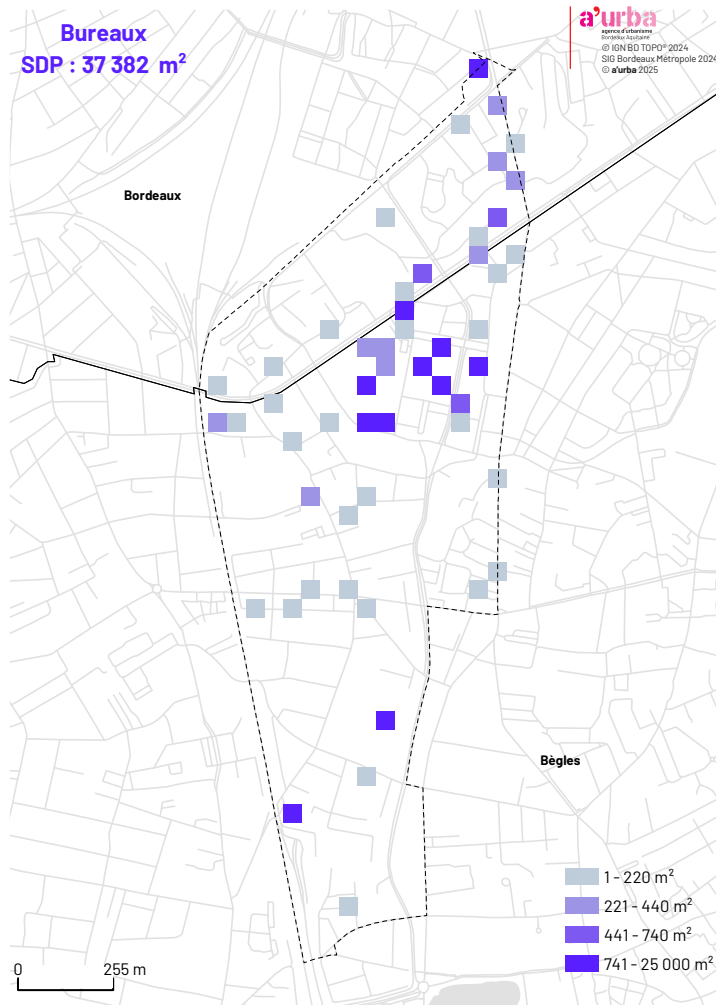 Bureaux
SDP : 37 382 m²
a'urba
agence d'urbanisme
Bordeaux Aquitaine
© IGN BD TOPO® 2024
SIG Bordeaux Métropole 2024
© a'urba 2025
Bordeaux
Bègles
1 - 220 m²
221 - 440 m²
441 - 740 m²
741 - 25 000 m²
0 255 m